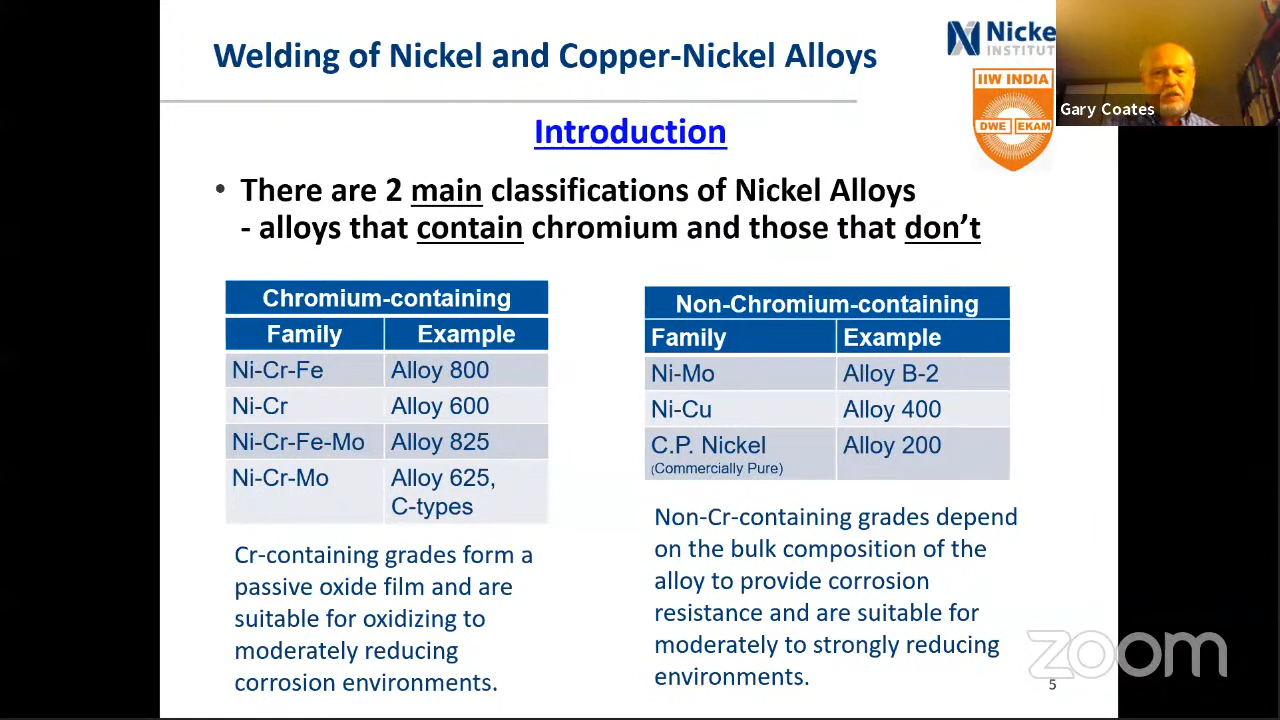 Welding of Nickel and Copper-Nickel Alloys
Nicke
INSTITUT
IIW INDIA
DWE EKAM
Gary Coates
Introduction
• There are 2 main classifications of Nickel Alloys
- alloys that contain chromium and those that don't
Chromium-containing
Family Example
Ni-Cr-Fe Alloy 800
Ni-Cr Alloy 600
Ni-Cr-Fe-Mo Alloy 825
Ni-Cr-Mo Alloy 625,
C-types
Cr-containing grades form a
passive oxide film and are
suitable for oxidizing to
moderately reducing
corrosion environments.
Non-Chromium-containing
Family Example
Ni-Mo Alloy B-2
Ni-Cu Alloy 400
C.P. Nickel Alloy 200
(Commercially Pure)
Non-Cr-containing grades depend
on the bulk composition of the
alloy to provide corrosion
resistance and are suitable for
moderately to strongly reducing
environments.
zoom
5